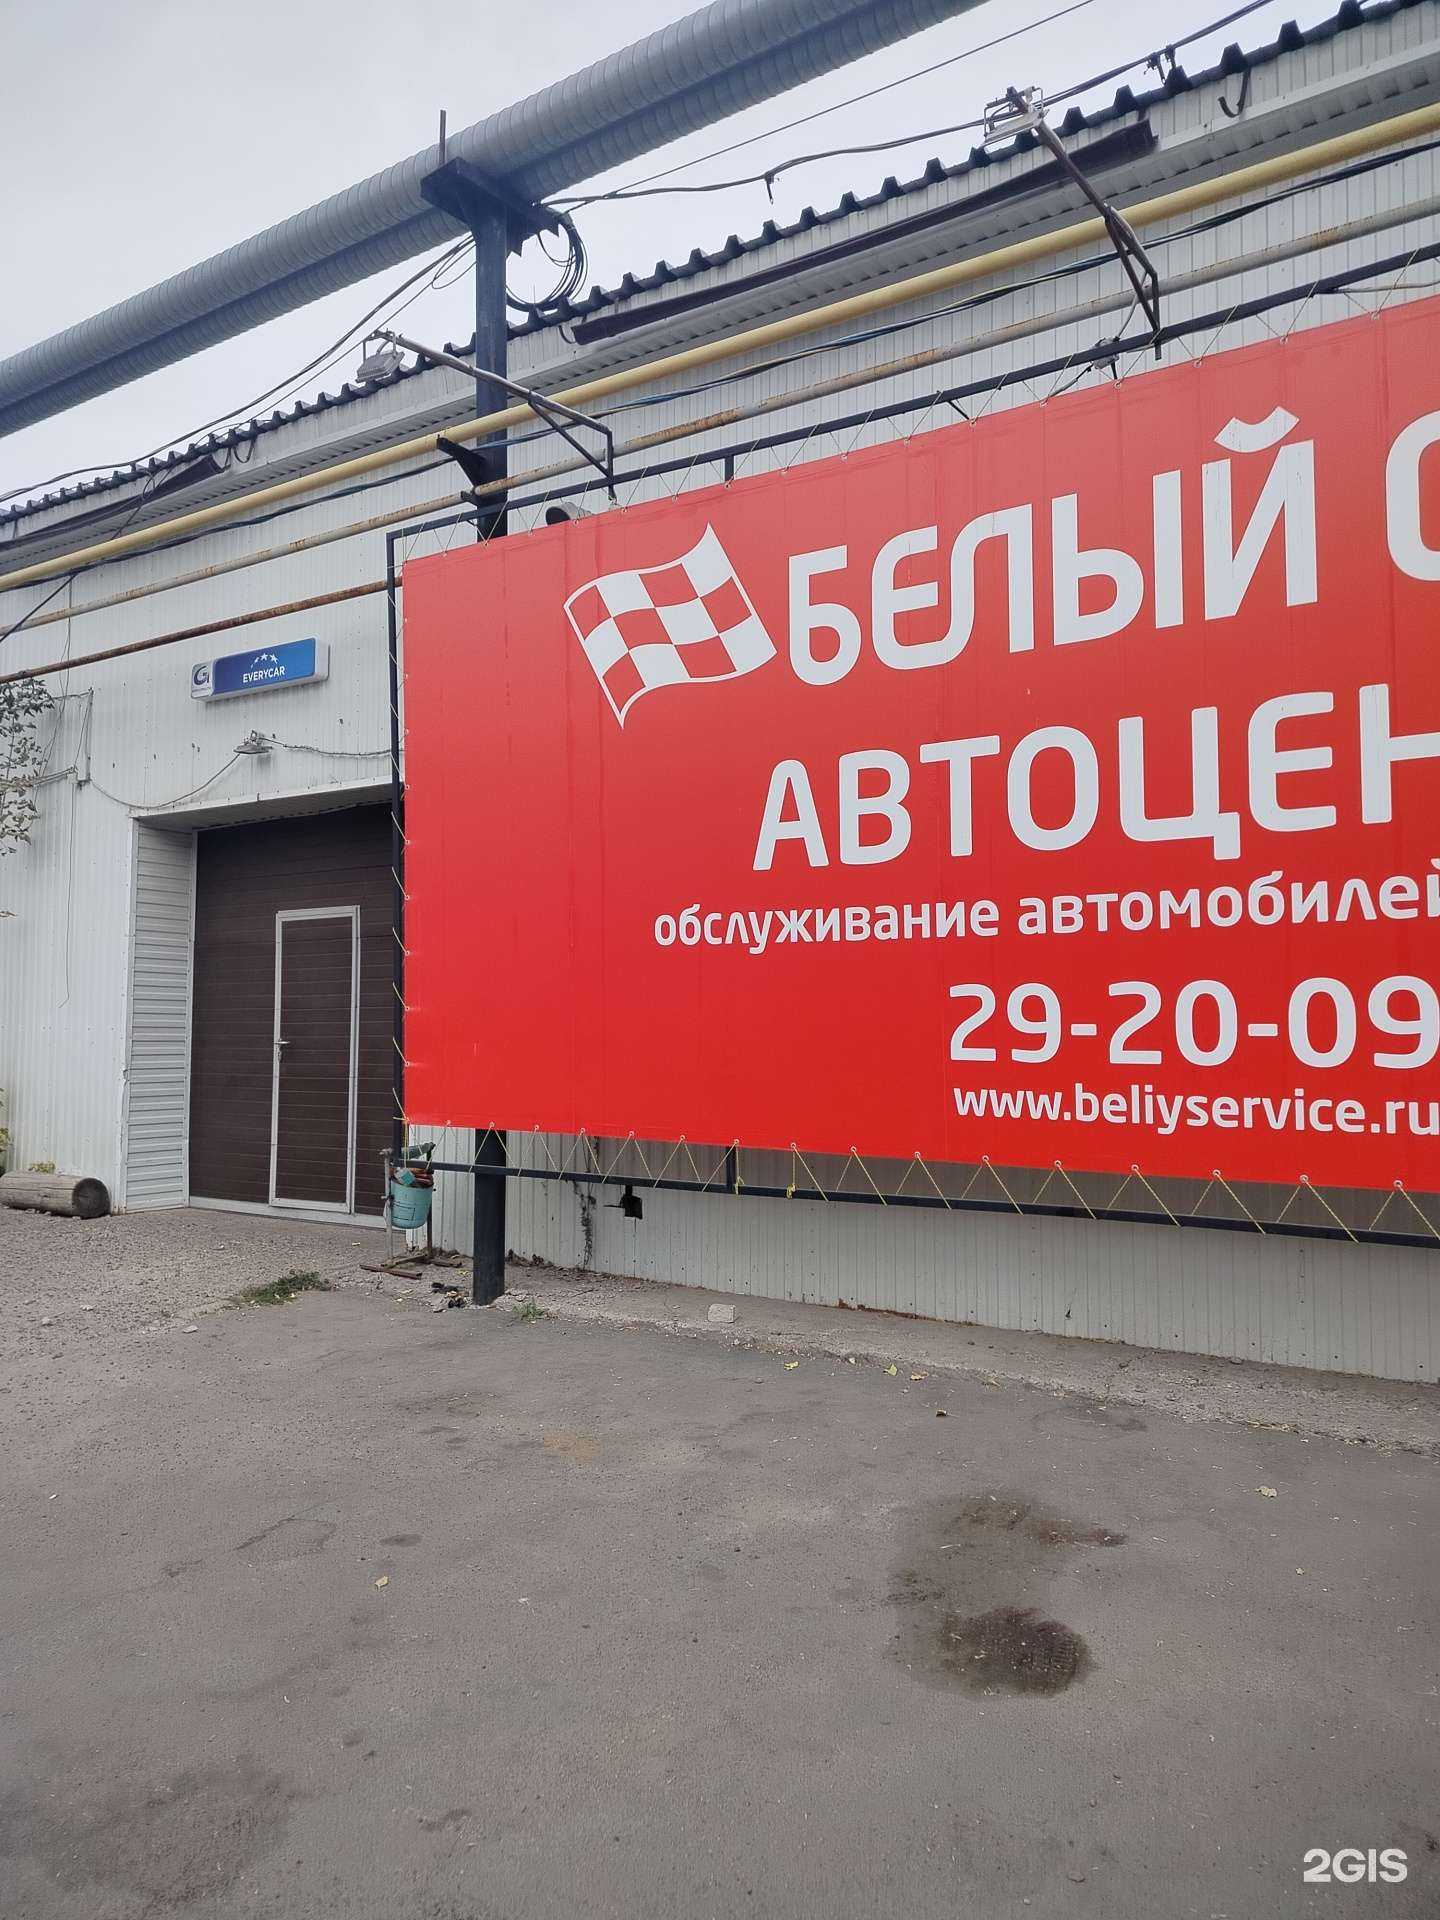 EVERYCAR
БЕЛЫЙ С
АВТОЦЕН
обслуживание автомобилей
29-20-09
www.beliyservice.ru
2GIS